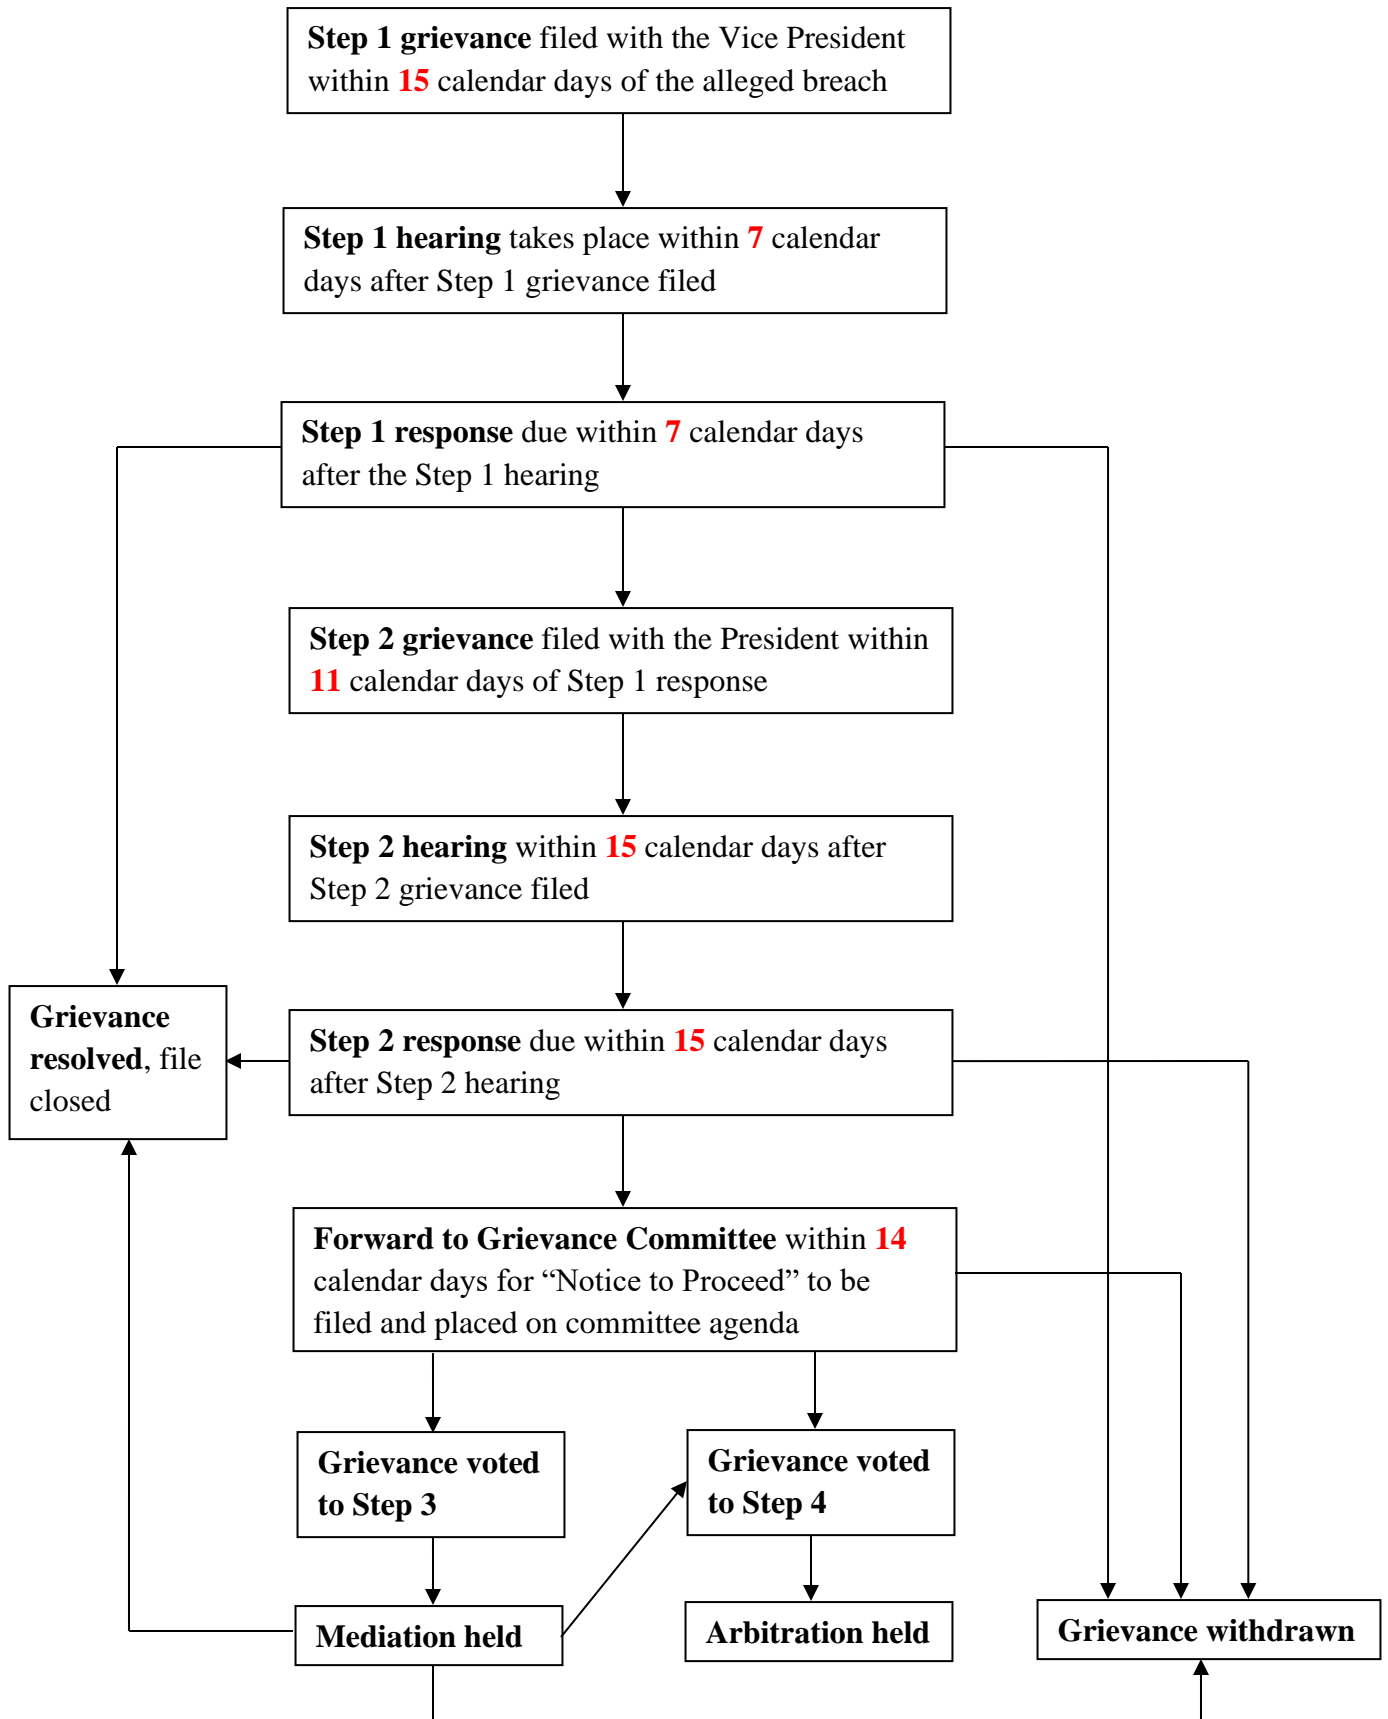 Step 1 grievance filed with the Vice President
within 15 calendar days of the alleged breach
Step 1 hearing takes place within 7 calendar
days after Step 1 grievance filed
Step 1 response due within 7 calendar days
after the Step 1 hearing
Step 2 grievance filed with the President within
11 calendar days of Step 1 response
Step 2 hearing within 15 calendar days after
Step 2 grievance filed
Grievance
resolved, file
closed
Step 2 response due within 15 calendar days
after Step 2 hearing
Forward to Grievance Committee within 14
calendar days for “Notice to Proceed” to be
filed and placed on committee agenda
Grievance voted
to Step 3
Grievance voted
to Step 4
Mediation held
Arbitration held
Grievance withdrawn